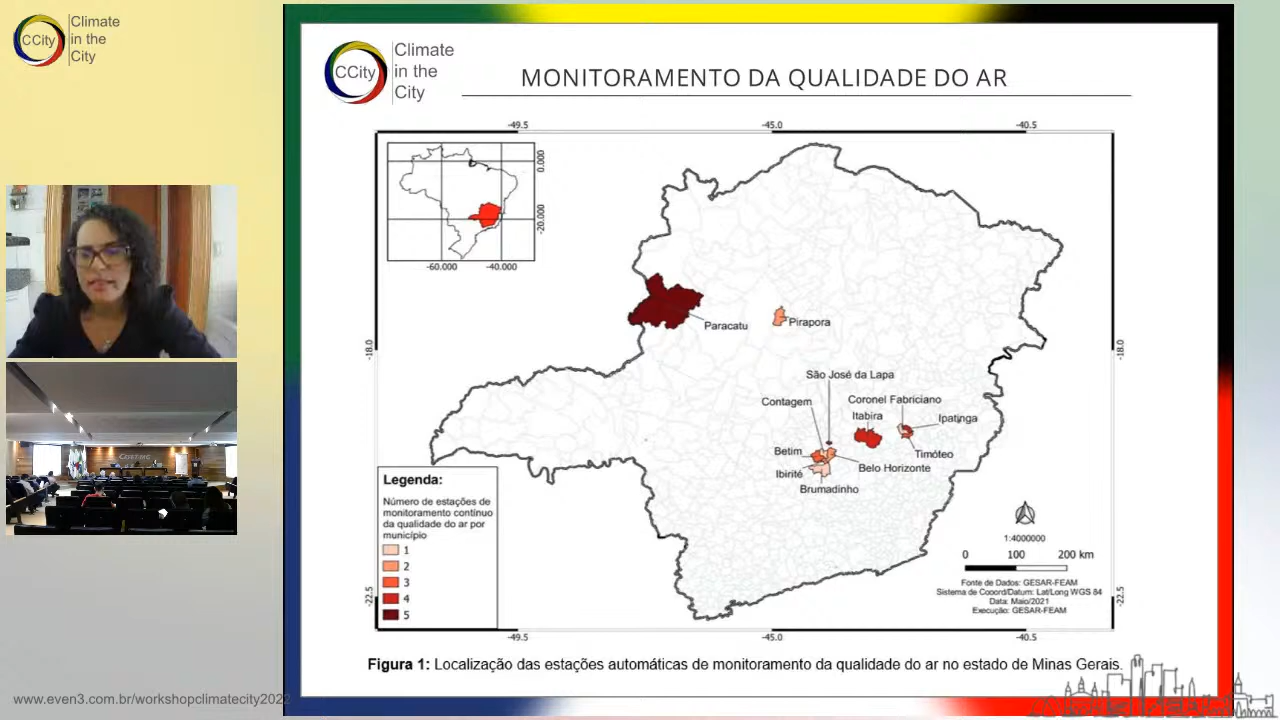 CCity
Climate
in the
City
CCity
Climate
in the
City
MONITORAMENTO DA QUALIDADE DO AR
-49.5
-45.0
-40.5
0.000
-20.000
-60.000
-40.000
Paracatu
Pirapora
-18.0
-18.0
São José da Lapa
Contagem
Coronel Fabriciano
Itabira
Ipatinga
Betim
Timóteo
Ibirité
Belo Horizonte
Brumadinho
Legenda:
Número de estações de
monitoramento contínuo
da qualidade do ar por
município
1
2
3
4
5
1:4000000
0 100 200 km
Fonte de Dados: GESAR-FEAM
Sistema de Coord/Datum: Lat/Long WGS 84
Data: Maio/2021
Execução: GESAR-FEAM
-22.5
-22.5
-49.5
-45.0
-40.5
Figura 1: Localização das estações automáticas de monitoramento da qualidade do ar no estado de Minas Gerais.
www.even3.com.br/workshopclimatecity2022